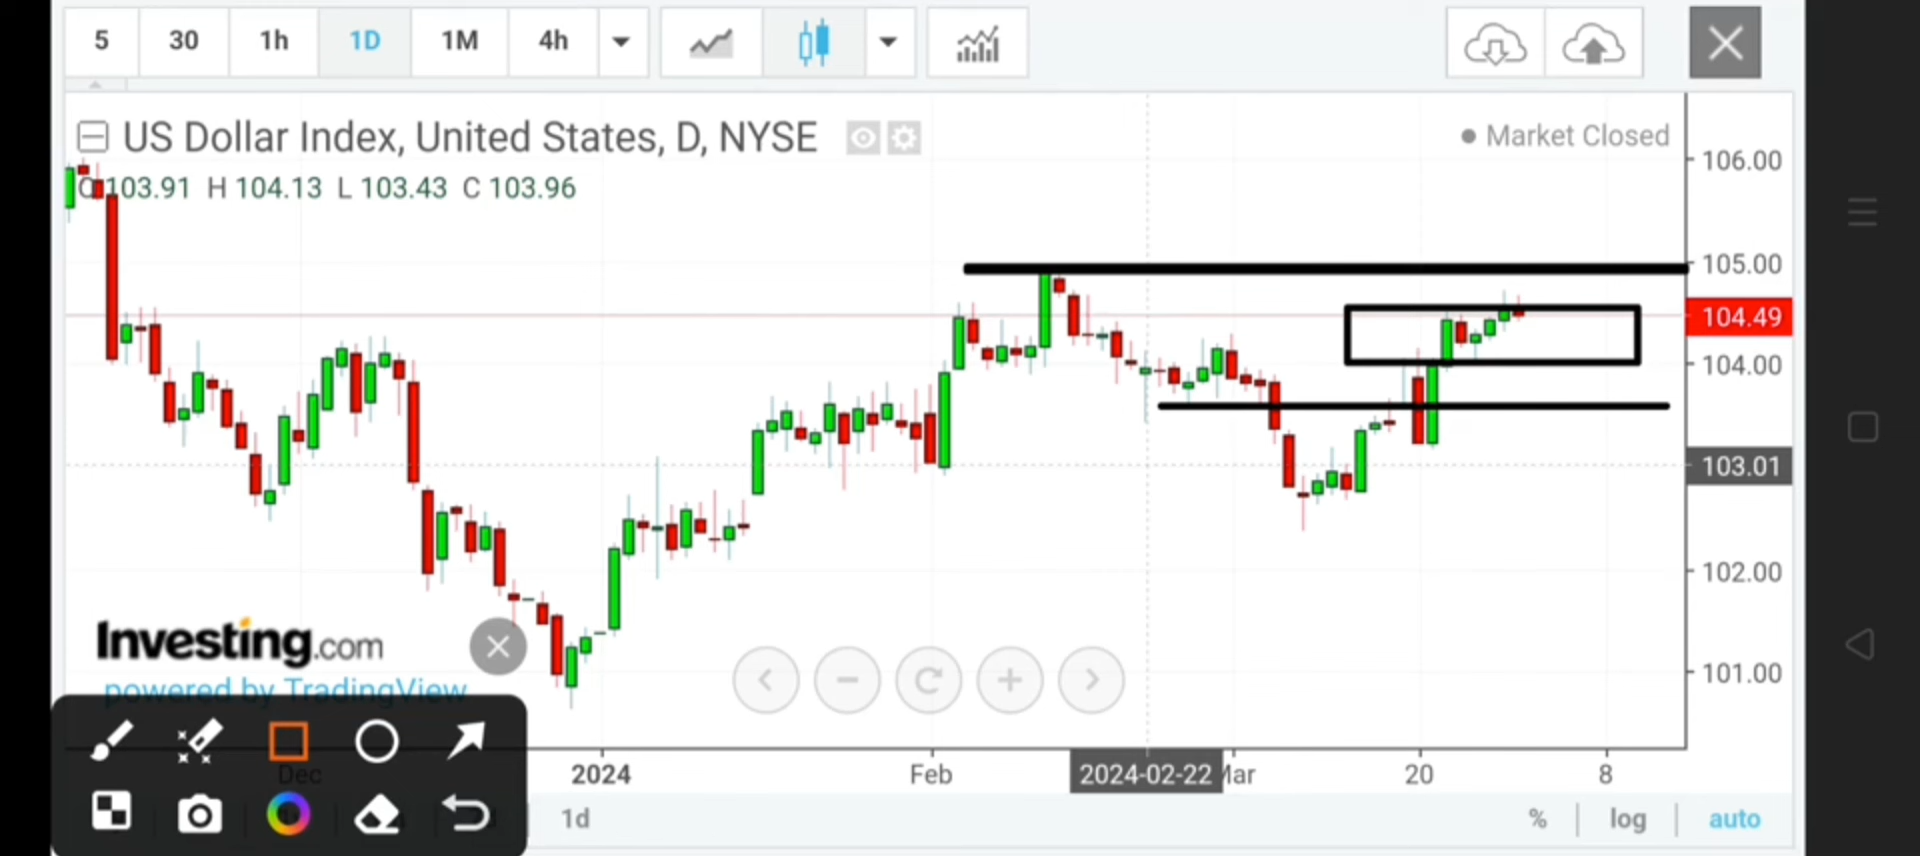 5 30 1h 1D 1M 4h
US Dollar Index, United States, D, NYSE
Market Closed
O 103.91 H 104.13 L 103.43 C 103.96
106.00
105.00
104.49
104.00
103.01
102.00
101.00
Investing.com
powered by TradingView
Dec 2024 Feb 2024-02-22 Mar 20 8
1d % log auto